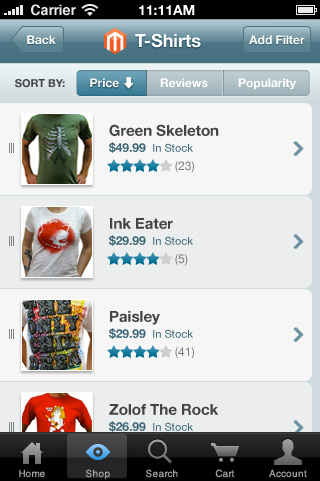 Carrier 11:11AM
Back T-Shirts Add Filter
SORT BY: Price Reviews Popularity
Green Skeleton
$49.99 In Stock
(23)
Ink Eater
$29.99 In Stock
(5)
Paisley
$29.99 In Stock
(41)
Zolof The Rock
$26.99 In Stock
Home Shop Search Cart Account